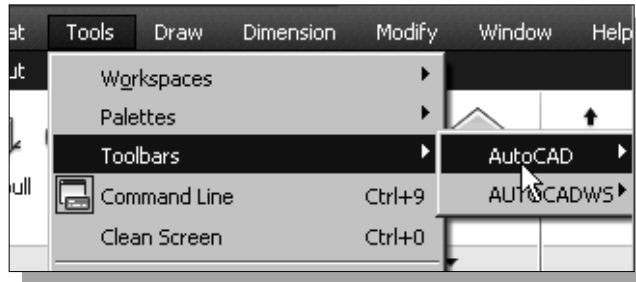 at Tools Draw Dimension Modify Window Help
ut
Workspaces
Palettes
Toolbars
AutoCAD
ull
Command Line Ctrl+9
AUTOCADWS
Clean Screen Ctrl+0